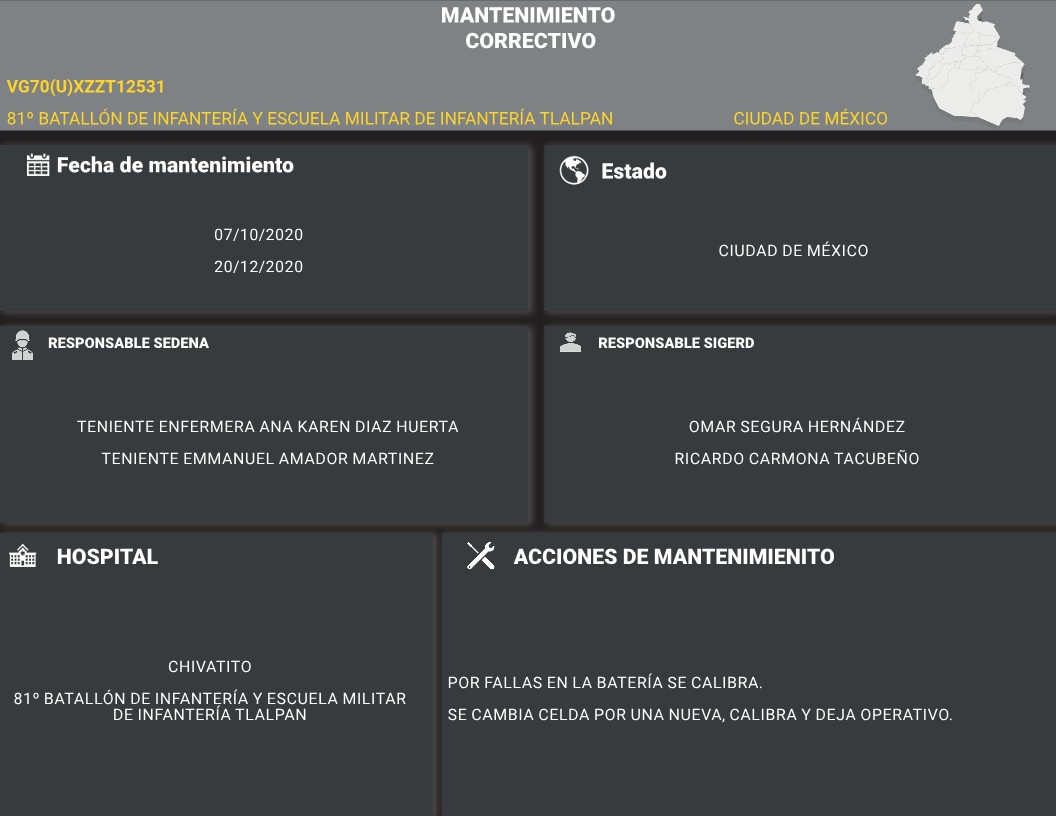 MANTENIMIENTO
CORRECTIVO
VG70(U)XZZT12531
81º BATALLÓN DE INFANTERÍA Y ESCUELA MILITAR DE INFANTERÍA TLALPAN
CIUDAD DE MÉXICO
Fecha de mantenimiento
07/10/2020
20/12/2020
Estado
CIUDAD DE MÉXICO
RESPONSABLE SEDENA
TENIENTE ENFERMERA ANA KAREN DIAZ HUERTA
TENIENTE EMMANUEL AMADOR MARTINEZ
RESPONSABLE SIGERD
OMAR SEGURA HERNÁNDEZ
RICARDO CARMONA TACUBEÑO
HOSPITAL
CHIVATITO
81º BATALLÓN DE INFANTERÍA Y ESCUELA MILITAR
DE INFANTERÍA TLALPAN
ACCIONES DE MANTENIMIENITO
POR FALLAS EN LA BATERÍA SE CALIBRA.
SE CAMBIA CELDA POR UNA NUEVA, CALIBRA Y DEJA OPERATIVO.